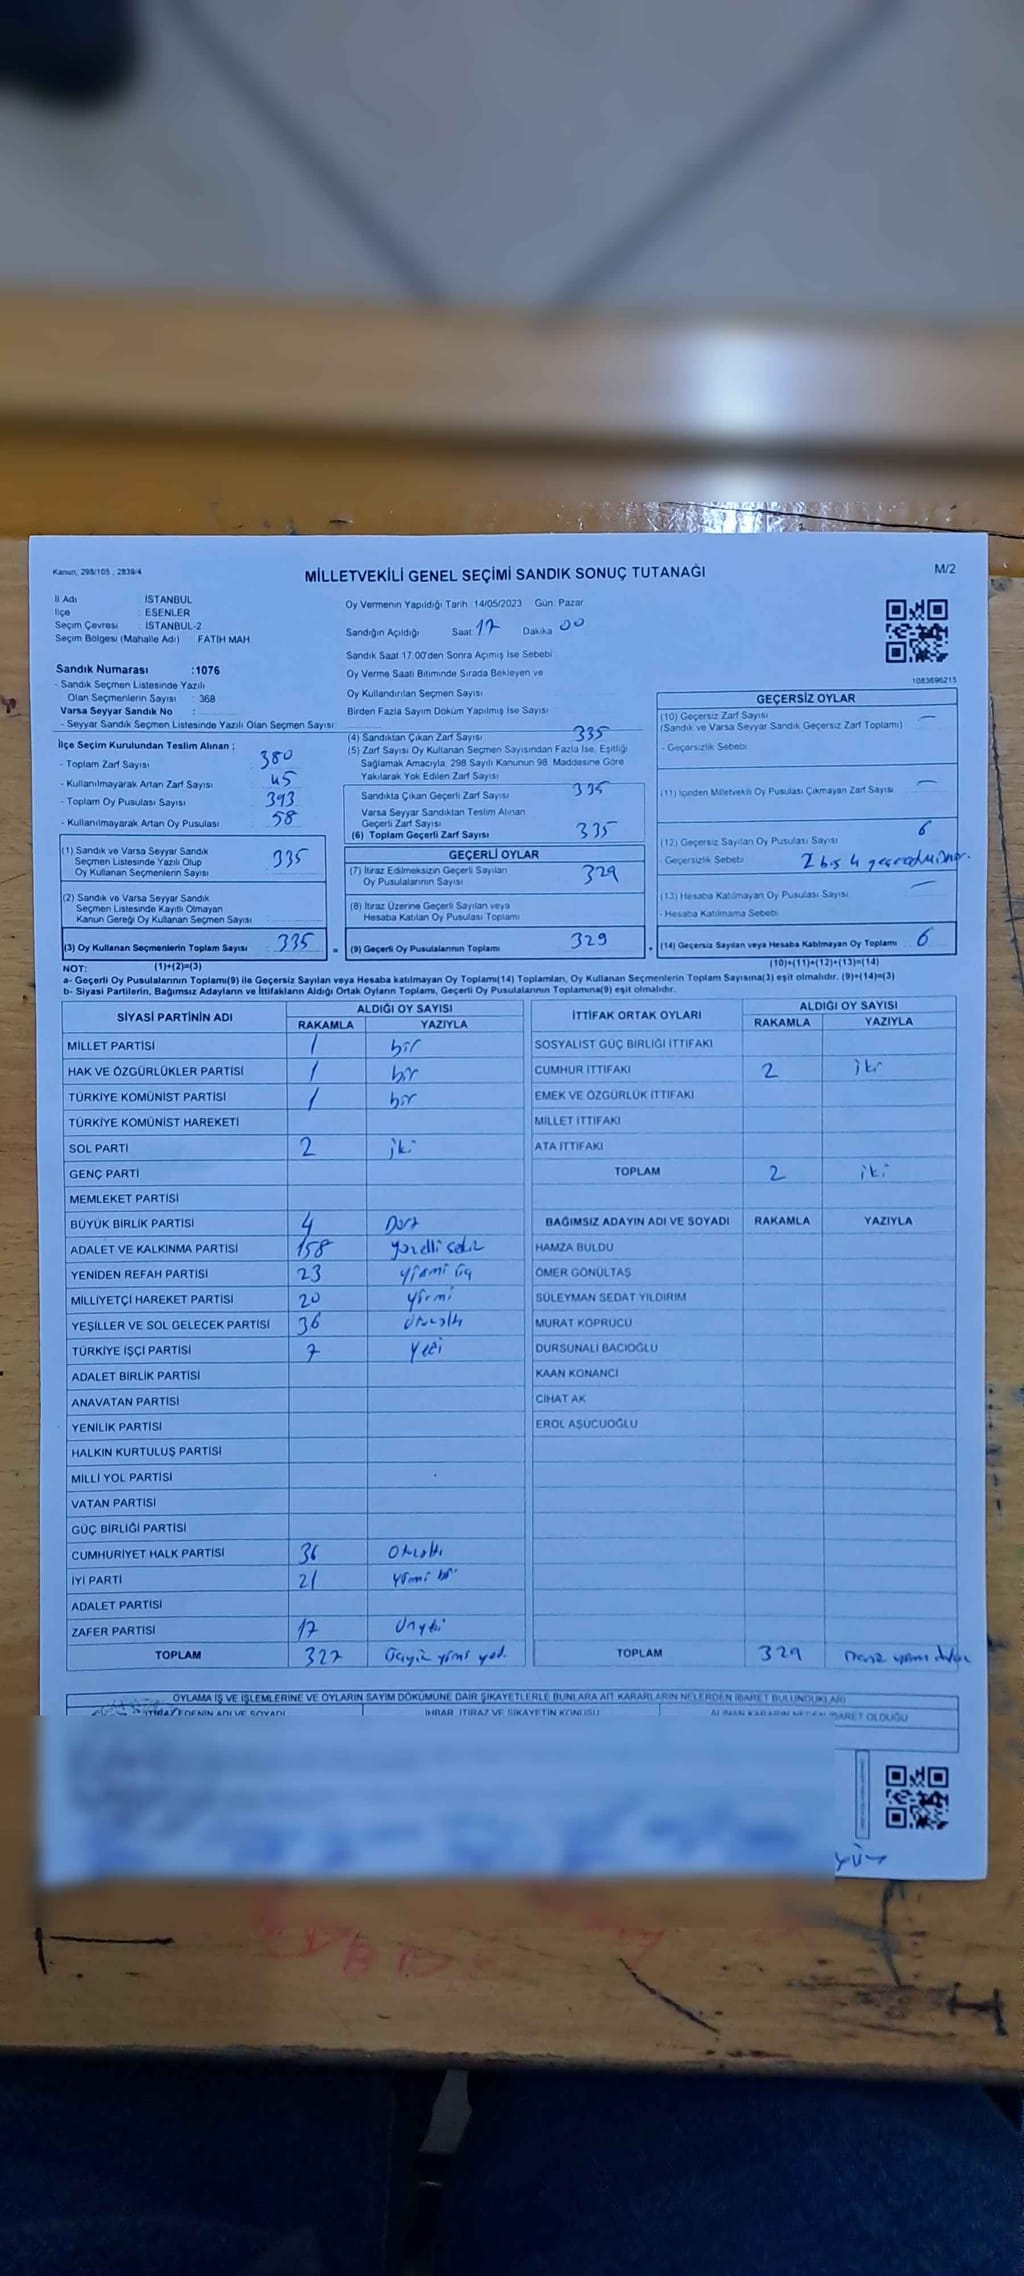 Kanun: 298/105 ; 2839/4
MİLLETVEKİLİ GENEL SEÇİMİ SANDIK SONUÇ TUTANAĞI
M/2
İl Adı : İSTANBUL
İlçe : ESENLER
Seçim Çevresi : İSTANBUL-2
Seçim Bölgesi (Mahalle Adı) : FATİH MAH
Sandık Numarası :1076
- Sandık Seçmen Listesinde Yazılı
Olan Seçmenlerin Sayısı : 368
Varsa Seyyar Sandık No :
- Seyyar Sandık Seçmen Listesinde Yazılı Olan Seçmen Sayısı:
İlçe Seçim Kurulundan Teslim Alınan ;
- Toplam Zarf Sayısı 380
- Kullanılmayarak Artan Zarf Sayısı 45
- Toplam Oy Pusulası Sayısı 393
- Kullanılmayarak Artan Oy Pusulası 58
(1) Sandık ve Varsa Seyyar Sandık
Seçmen Listesinde Yazılı Olup
Oy Kullanan Seçmenlerin Sayısı 335
(2) Sandık ve Varsa Seyyar Sandık
Seçmen Listesinde Kayıtlı Olmayan
Kanun Gereği Oy Kullanan Seçmen Sayısı
(3) Oy Kullanan Seçmenlerin Toplam Sayısı 335 =
(1)+(2)=(3)
Oy Vermenin Yapıldığı Tarih :14/05/2023 Gün: Pazar
Sandığın Açıldığı Saat: 17 Dakika 00
Sandık Saat 17:00'den Sonra Açımış İse Sebebi
Oy Verme Saati Bitiminde Sırada Bekleyen ve
Oy Kullandırılan Seçmen Sayısı
Birden Fazla Sayım Döküm Yapılmış İse Sayısı
(4) Sandıktan Çıkan Zarf Sayısı 335
(5) Zarf Sayısı Oy Kullanan Seçmen Sayısından Fazla İse, Eşitliği
Sağlamak Amacıyla, 298 Sayılı Kanunun 98. Maddesine Göre
Yakılarak Yok Edilen Zarf Sayısı
Sandıkta Çıkan Geçerli Zarf Sayısı 335
Varsa Seyyar Sandıktan Teslim Alınan
Geçerli Zarf Sayısı
(6) Toplam Geçerli Zarf Sayısı 335
GEÇERLİ OYLAR
(7) İtiraz Edilmeksizin Geçerli Sayılan
Oy Pusulalarının Sayısı 329
(8) İtiraz Üzerine Geçerli Sayılan veya
Hesaba Katılan Oy Pusulası Toplamı
(9) Geçerli Oy Pusulalarının Toplamı 329 +
1083696215
GEÇERSİZ OYLAR
(10) Geçersiz Zarf Sayısı —
(Sandık ve Varsa Seyyar Sandık Geçersiz Zarf Toplamı)
- Geçersizlik Sebebi
(11) İçinden Milletvekili Oy Pusulası Çıkmayan Zarf Sayısı —
(12) Geçersiz Sayılan Oy Pusulası Sayısı 6
- Geçersizlik Sebebi
(13) Hesaba Katılmayan Oy Pusulası Sayısı —
- Hesaba Katılmama Sebebi
(14) Geçersiz Sayılan veya Hesaba Katılmayan Oy Toplamı 6
(10)+(11)+(12)+(13)=(14)
NOT:
a- Geçerli Oy Pusulalarının Toplamı(9) ile Geçersiz Sayılan veya Hesaba katılmayan Oy Toplamı(14) Toplamları, Oy Kullanan Seçmenlerin Toplam Sayısına(3) eşit olmalıdır. (9)+(14)=(3)
b- Siyasi Partilerin, Bağımsız Adayların ve İttifakların Aldığı Ortak Oyların Toplamı, Geçerli Oy Pusulalarının Toplamına(9) eşit olmalıdır.
SİYASİ PARTİNİN ADI ALDIĞI OY SAYISI
RAKAMLA YAZIYLA
MİLLET PARTİSİ 1 bir
HAK VE ÖZGÜRLÜKLER PARTİSİ 1 bir
TÜRKİYE KOMÜNİST PARTİSİ 1 bir
TÜRKİYE KOMÜNİST HAREKETİ
SOL PARTİ 2 iki
GENÇ PARTİ
MEMLEKET PARTİSİ
BÜYÜK BİRLİK PARTİSİ 4 Dört
ADALET VE KALKINMA PARTİSİ 158 yüzelli sekiz
YENİDEN REFAH PARTİSİ 23 yirmi üç
MİLLİYETÇİ HAREKET PARTİSİ 20 yirmi
YEŞİLLER VE SOL GELECEK PARTİSİ 36 otuzaltı
TÜRKİYE İŞÇİ PARTİSİ 7 yedi
ADALET BİRLİK PARTİSİ
ANAVATAN PARTİSİ
YENİLİK PARTİSİ
HALKIN KURTULUŞ PARTİSİ
MİLLİ YOL PARTİSİ
VATAN PARTİSİ
GÜÇ BİRLİĞİ PARTİSİ
CUMHURİYET HALK PARTİSİ 36 Otuzaltı
İYİ PARTİ 21 yirmi bir
ADALET PARTİSİ
ZAFER PARTİSİ 17 Onyedi
TOPLAM 327 üçyüz yirmi yedi
İTTİFAK ORTAK OYLARI ALDIĞI OY SAYISI
RAKAMLA YAZIYLA
SOSYALİST GÜÇ BİRLİĞİ İTTİFAKI
CUMHUR İTTİFAKI 2 iki
EMEK VE ÖZGÜRLÜK İTTİFAKI
MİLLET İTTİFAKI
ATA İTTİFAKI
TOPLAM 2 iki
BAĞIMSIZ ADAYIN ADI VE SOYADI RAKAMLA YAZIYLA
HAMZA BULDU
ÖMER GÖNÜLTAŞ
SÜLEYMAN SEDAT YILDIRIM
MURAT KÖPRÜCÜ
DURSUNALİ BACIOĞLU
KAAN KONANCİ
CİHAT AK
EROL AŞUCUOĞLU
TOPLAM 329
OYLAMA İŞ VE İŞLEMLERİNE VE OYLARIN SAYIM DÖKÜMÜNE DAİR ŞİKAYETLERLE BUNLARA AİT KARARLARIN NELERDEN İBARET BULUNDUKLARI
İTİRAZ EDENİN ADI VE SOYADI İHBAR, İTİRAZ VE ŞİKAYETİN KONUSU ALINAN KARARIN NEDEN İBARET OLDUĞU